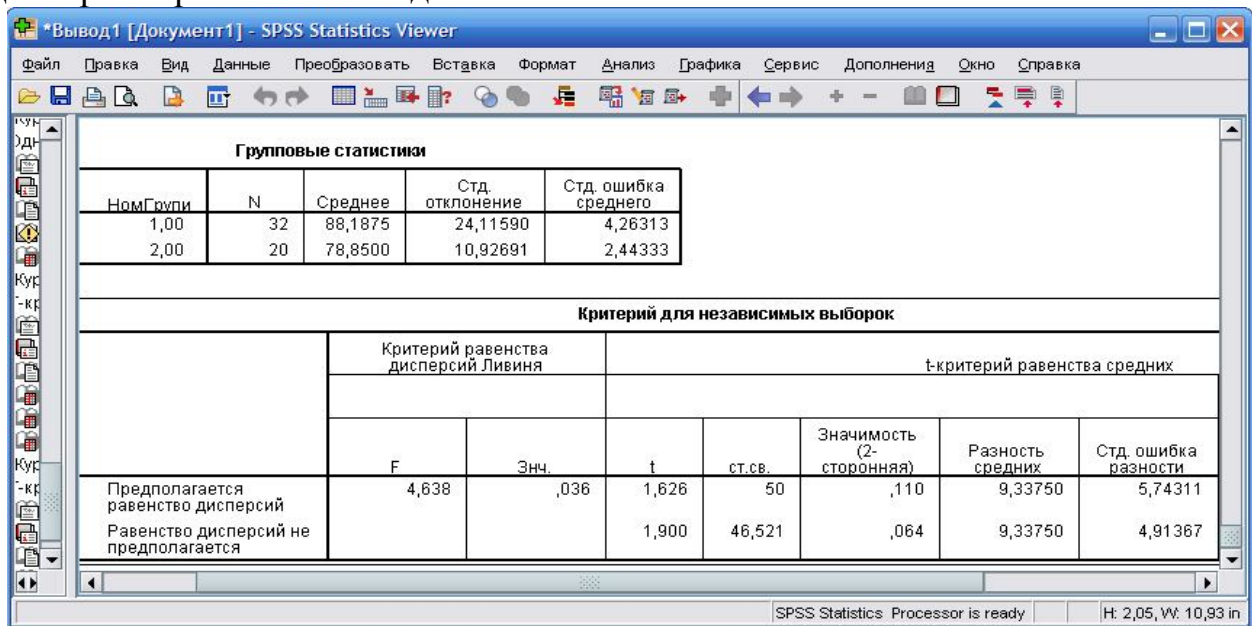 *Вывод1 [Документ1] - SPSS Statistics Viewer
Файл Правка Вид Данные Преобразовать Вставка Формат Анализ Графика Сервис Дополнения Окно Справка
Групповые статистики
НомГрупи N Среднее Стд. отклонение Стд. ошибка среднего
1,00 32 88,1875 24,11590 4,26313
2,00 20 78,8500 10,92691 2,44333
Критерий для независимых выборок
Критерий равенства дисперсий Ливиня t-критерий равенства средних
F Знч. t ст.св. Значимость (2-сторонняя) Разность средних Стд. ошибка разности
Предполагается равенство дисперсий 4,638 ,036 1,626 50 ,110 9,33750 5,74311
Равенство дисперсий не предполагается 1,900 46,521 ,064 9,33750 4,91367
SPSS Statistics Processor is ready H: 2,05, W: 10,93 in